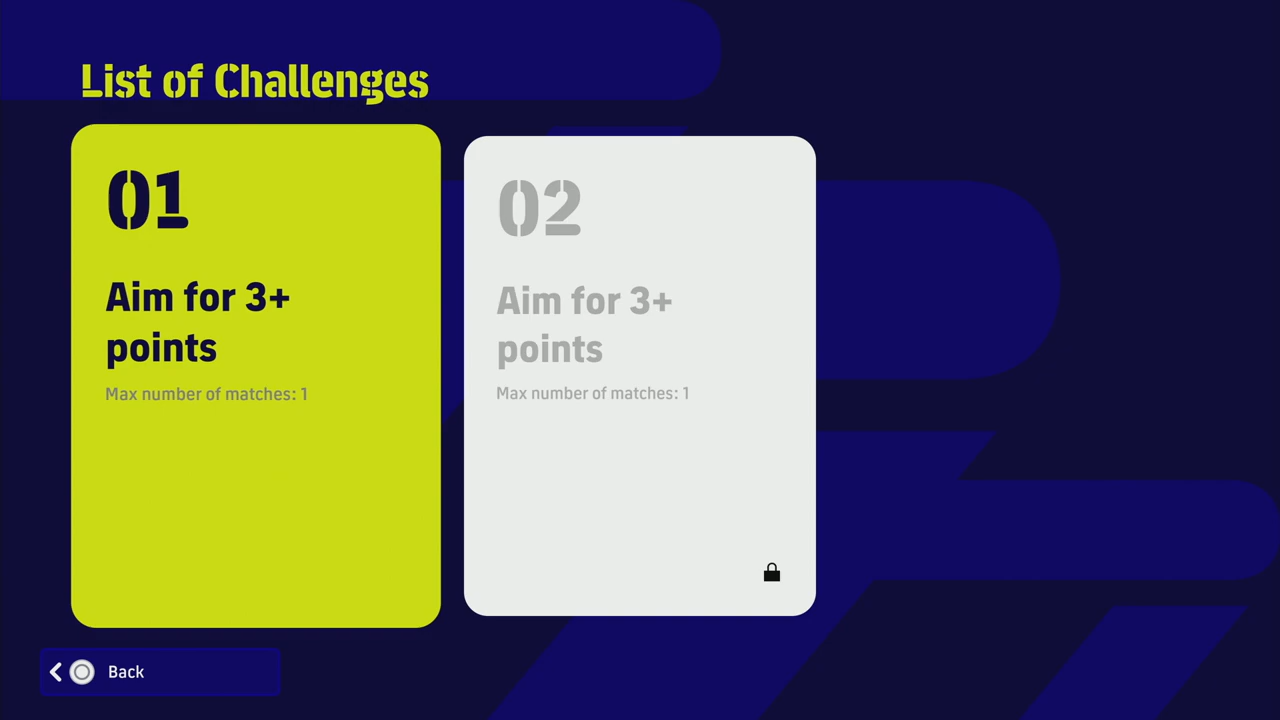 List of Challenges
01
Aim for 3+
points
Max number of matches: 1
02
Aim for 3+
points
Max number of matches: 1
Back